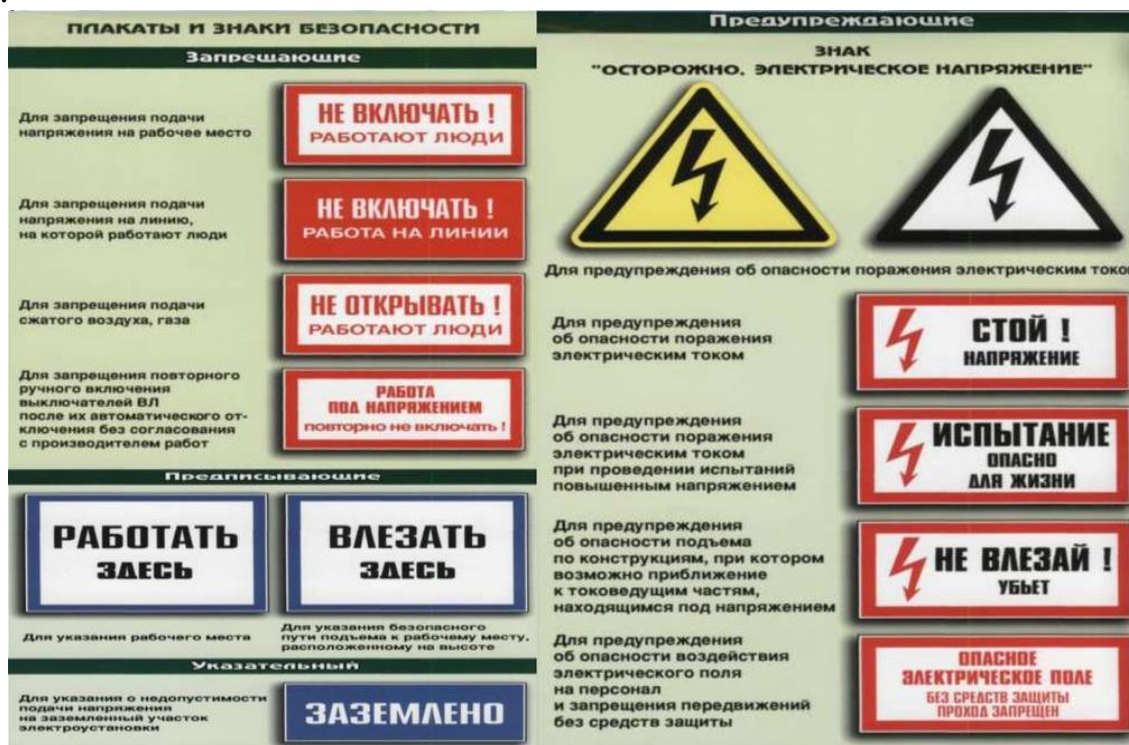 ПЛАКАТЫ И ЗНАКИ БЕЗОПАСНОСТИ
Запрещающие
Для запрещения подачи
напряжения на рабочее место
НЕ ВКЛЮЧАТЬ !
РАБОТАЮТ ЛЮДИ
Для запрещения подачи
напряжения на линию,
на которой работают люди
НЕ ВКЛЮЧАТЬ !
РАБОТА НА ЛИНИИ
Для запрещения подачи
сжатого воздуха, газа
НЕ ОТКРЫВАТЬ !
РАБОТАЮТ ЛЮДИ
Для запрещения повторного
ручного включения
выключателей ВЛ
после их автоматического от-
ключения без согласования
с производителем работ
РАБОТА
ПОД НАПРЯЖЕНИЕМ
повторно не включать !
Предписывающие
РАБОТАТЬ
ЗДЕСЬ
ВЛЕЗАТЬ
ЗДЕСЬ
Для указания рабочего места
Для указания безопасного
пути подъема к рабочему месту,
расположенному на высоте
Указательный
Для указания о недопустимости
подачи напряжения
на заземленный участок
электроустановки
ЗАЗЕМЛЕНО
Предупреждающие
ЗНАК
"ОСТОРОЖНО. ЭЛЕКТРИЧЕСКОЕ НАПРЯЖЕНИЕ"
Для предупреждения об опасности поражения электрическим токо
Для предупреждения
об опасности поражения
электрическим током
СТОЙ !
НАПРЯЖЕНИЕ
Для предупреждения
об опасности поражения
электрическим током
при проведении испытаний
повышенным напряжением
ИСПЫТАНИЕ
ОПАСНО
ДЛЯ ЖИЗНИ
Для предупреждения
об опасности подъема
по конструкциям, при котором
возможно приближение
к токоведущим частям,
находящимся под напряжением
НЕ ВЛЕЗАЙ !
УБЬЕТ
Для предупреждения
об опасности воздействия
электрического поля
на персонал
и запрещения передвижений
без средств защиты
ОПАСНОЕ
ЭЛЕКТРИЧЕСКОЕ ПОЛЕ
БЕЗ СРЕДСТВ ЗАЩИТЫ
ПРОХОД ЗАПРЕЩЕН